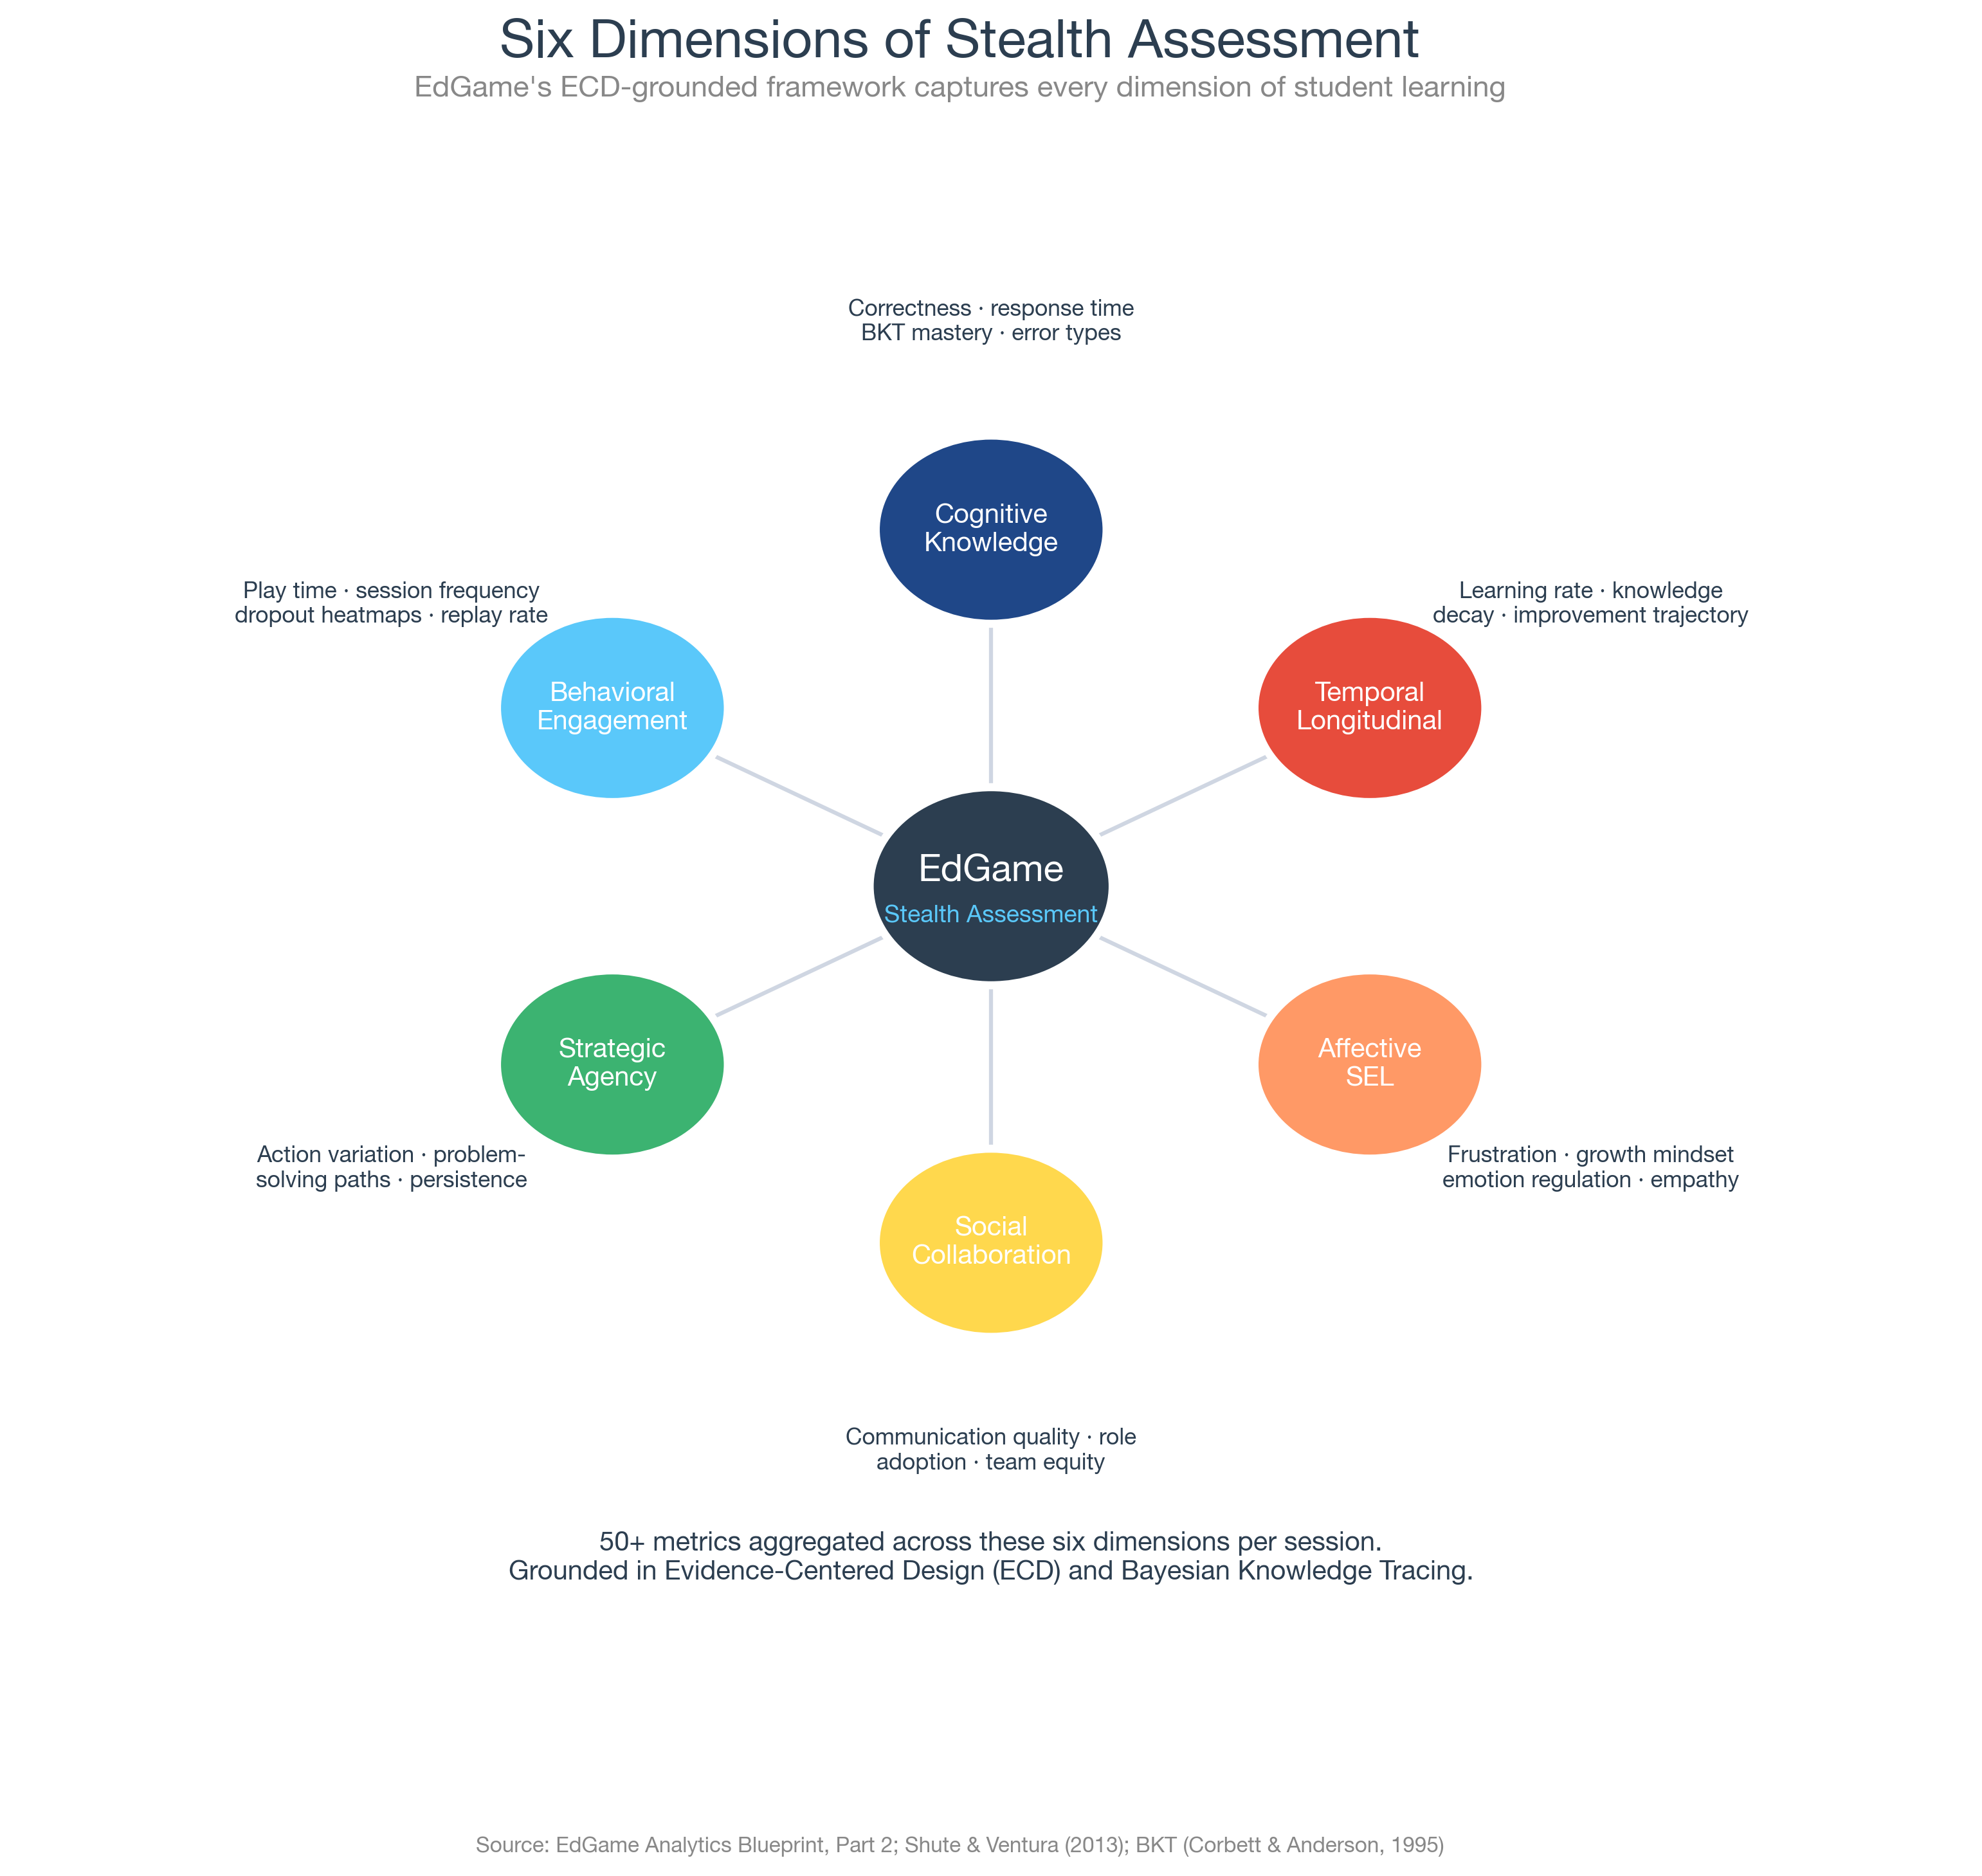 Six Dimensions of Stealth Assessment
EdGame's ECD-grounded framework captures every dimension of student learning
Correctness · response time
BKT mastery · error types
Cognitive
Knowledge
Play time · session frequency
dropout heatmaps · replay rate
Behavioral
Engagement
Learning rate · knowledge
decay · improvement trajectory
Temporal
Longitudinal
EdGame
Stealth Assessment
Strategic
Agency
Action variation · problem-
solving paths · persistence
Affective
SEL
Frustration · growth mindset
emotion regulation · empathy
Social
Collaboration
Communication quality · role
adoption · team equity
50+ metrics aggregated across these six dimensions per session.
Grounded in Evidence-Centered Design (ECD) and Bayesian Knowledge Tracing.
Source: EdGame Analytics Blueprint, Part 2; Shute & Ventura (2013); BKT (Corbett & Anderson, 1995)